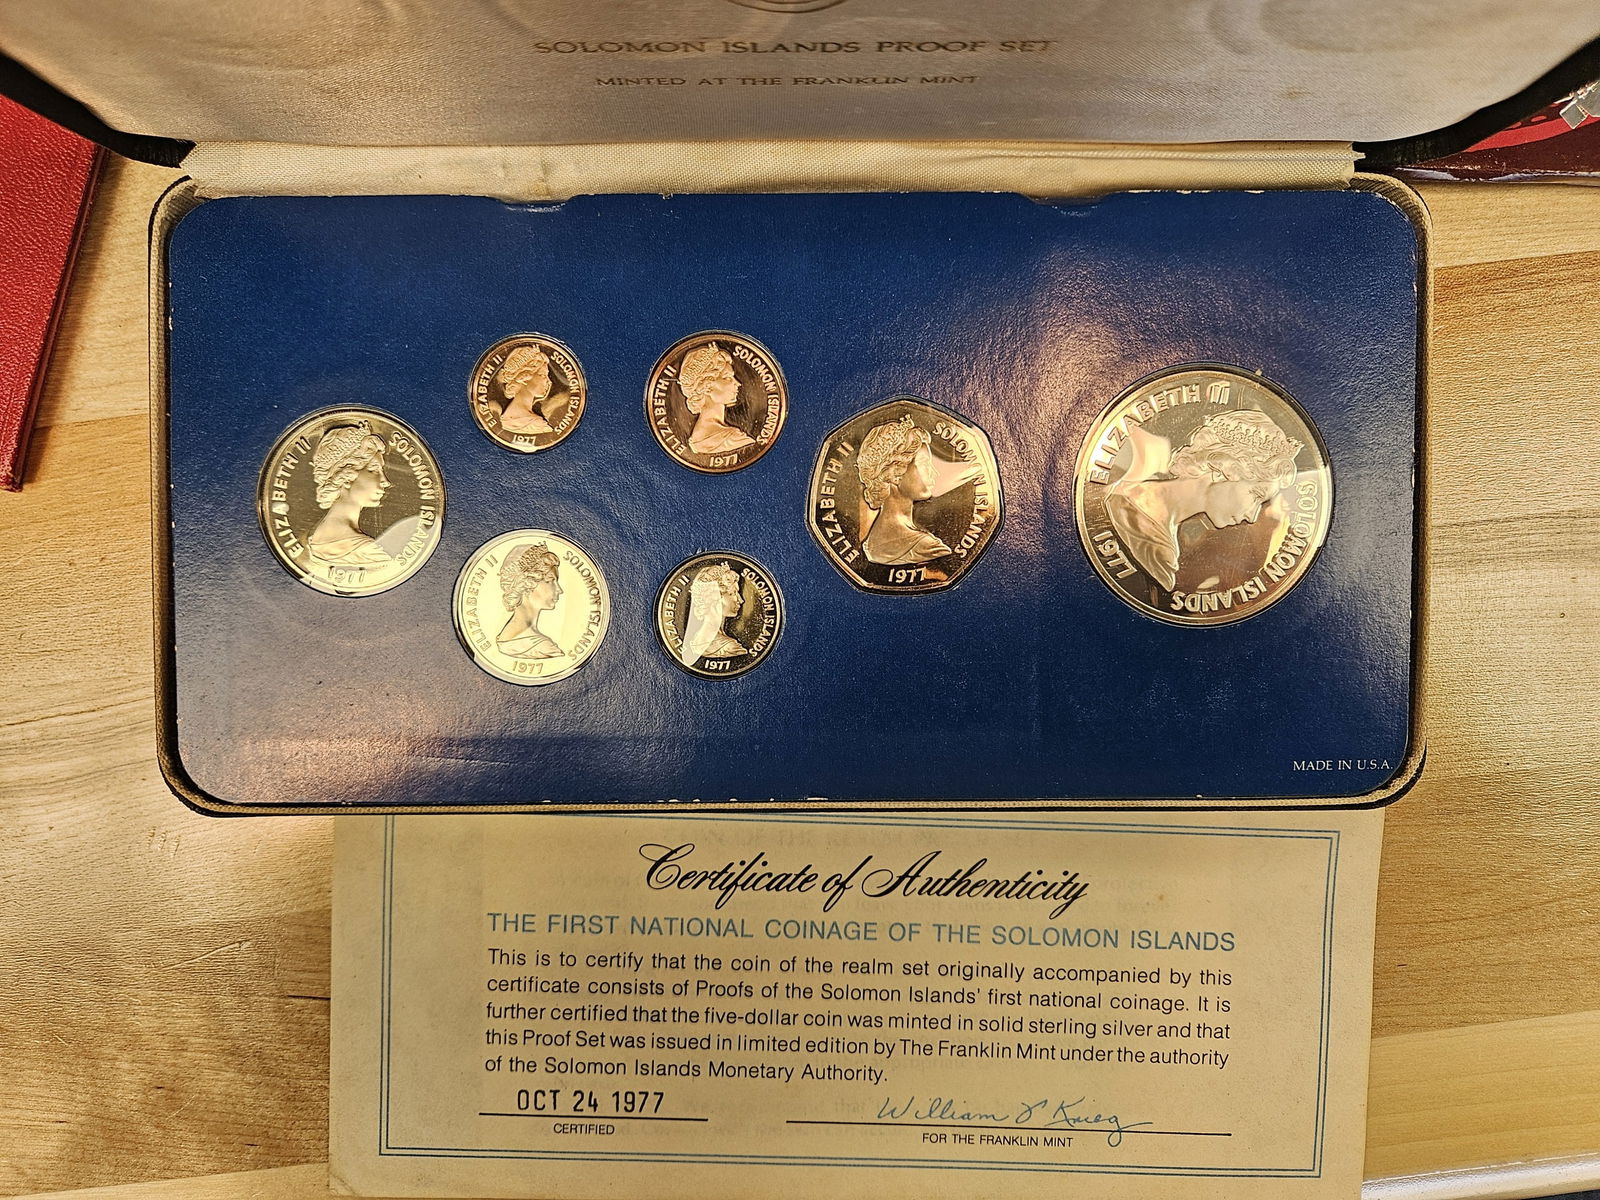 SOLOMON ISLANDS PROOF SET
MINTED AT THE FRANKLIN MINT
ELIZABETH II SOLOMON ISLANDS
1977
ELIZABETH II SOLOMON ISLANDS
1977
ELIZABETH II SOLOMON ISLANDS
1977
ELIZABETH II SOLOMON ISLANDS
1977
ELIZABETH II SOLOMON ISLANDS
1977
ELIZABETH II SOLOMON ISLANDS
1977
ELIZABETH II SOLOMON ISLANDS
1977
MADE IN U.S.A.
Certificate of Authenticity
THE FIRST NATIONAL COINAGE OF THE SOLOMON ISLANDS
This is to certify that the coin of the realm set originally accompanied by this
certificate consists of Proofs of the Solomon Islands' first national coinage. It is
further certified that the five-dollar coin was minted in solid sterling silver and that
this Proof Set was issued in limited edition by The Franklin Mint under the authority
of the Solomon Islands Monetary Authority.
OCT 24 1977
CERTIFIED
William J Krieg
FOR THE FRANKLIN MINT